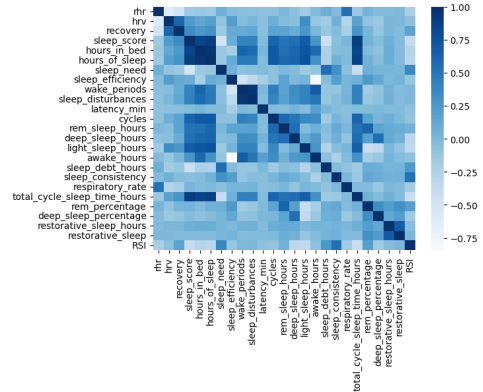 rhr
hrv
recovery
sleep_score
hours_in_bed
hours_of_sleep
sleep_need
sleep_efficiency
wake_periods
sleep_disturbances
latency_min
cycles
rem_sleep_hours
deep_sleep_hours
light_sleep_hours
awake_hours
sleep_debt_hours
sleep_consistency
respiratory_rate
total_cycle_sleep_time_hours
rem_percentage
deep_sleep_percentage
restorative_sleep_hours
restorative_sleep
RSI
rhr
hrv
recovery
sleep_score
hours_in_bed
hours_of_sleep
sleep_need
sleep_efficiency
wake_periods
sleep_disturbances
latency_min
cycles
rem_sleep_hours
deep_sleep_hours
light_sleep_hours
awake_hours
sleep_debt_hours
sleep_consistency
respiratory_rate
total_cycle_sleep_time_hours
rem_percentage
deep_sleep_percentage
restorative_sleep_hours
restorative_sleep
RSI
1.00
0.75
0.50
0.25
0.00
−0.25
−0.50
−0.75